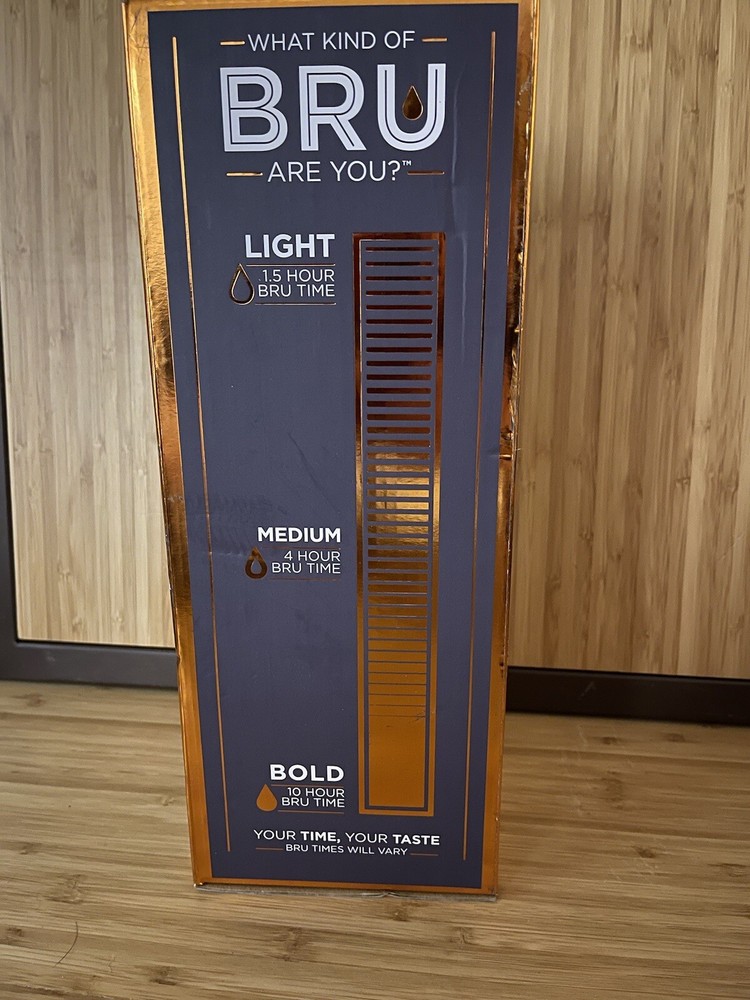 WHAT KIND OF
BRU
ARE YOU?™
LIGHT
1.5 HOUR
BRU TIME
MEDIUM
4 HOUR
BRU TIME
BOLD
10 HOUR
BRU TIME
YOUR TIME, YOUR TASTE
BRU TIMES WILL VARY